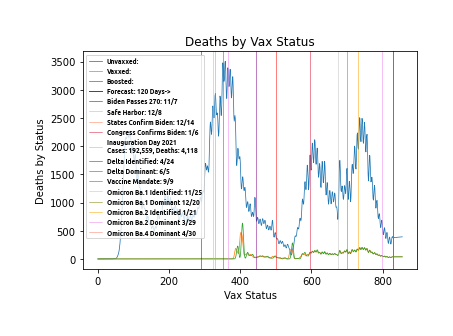 Deaths by Vax Status
Deaths by Status
3500
3000
2500
2000
1500
1000
500
0
Unvaxxed:
Vaxxed:
Boosted:
Forecast: 120 Days->
Biden Passes 270: 11/7
Safe Harbor: 12/8
States Confirm Biden: 12/14
Congress Confirms Biden: 1/6
Inauguration Day 2021
Cases: 192,559, Deaths: 4,118
Delta Identified: 4/24
Delta Dominant: 6/5
Vaccine Mandate: 9/9
Omicron Ba.1 Identified: 11/25
Omicron Ba.1 Dominant 12/20
Omicron Ba.2 Identified 1/21
Omicron Ba.2 Dominant 3/29
Omicron Ba.4 Dominant 4/30
0 200 400 600 800
Vax Status